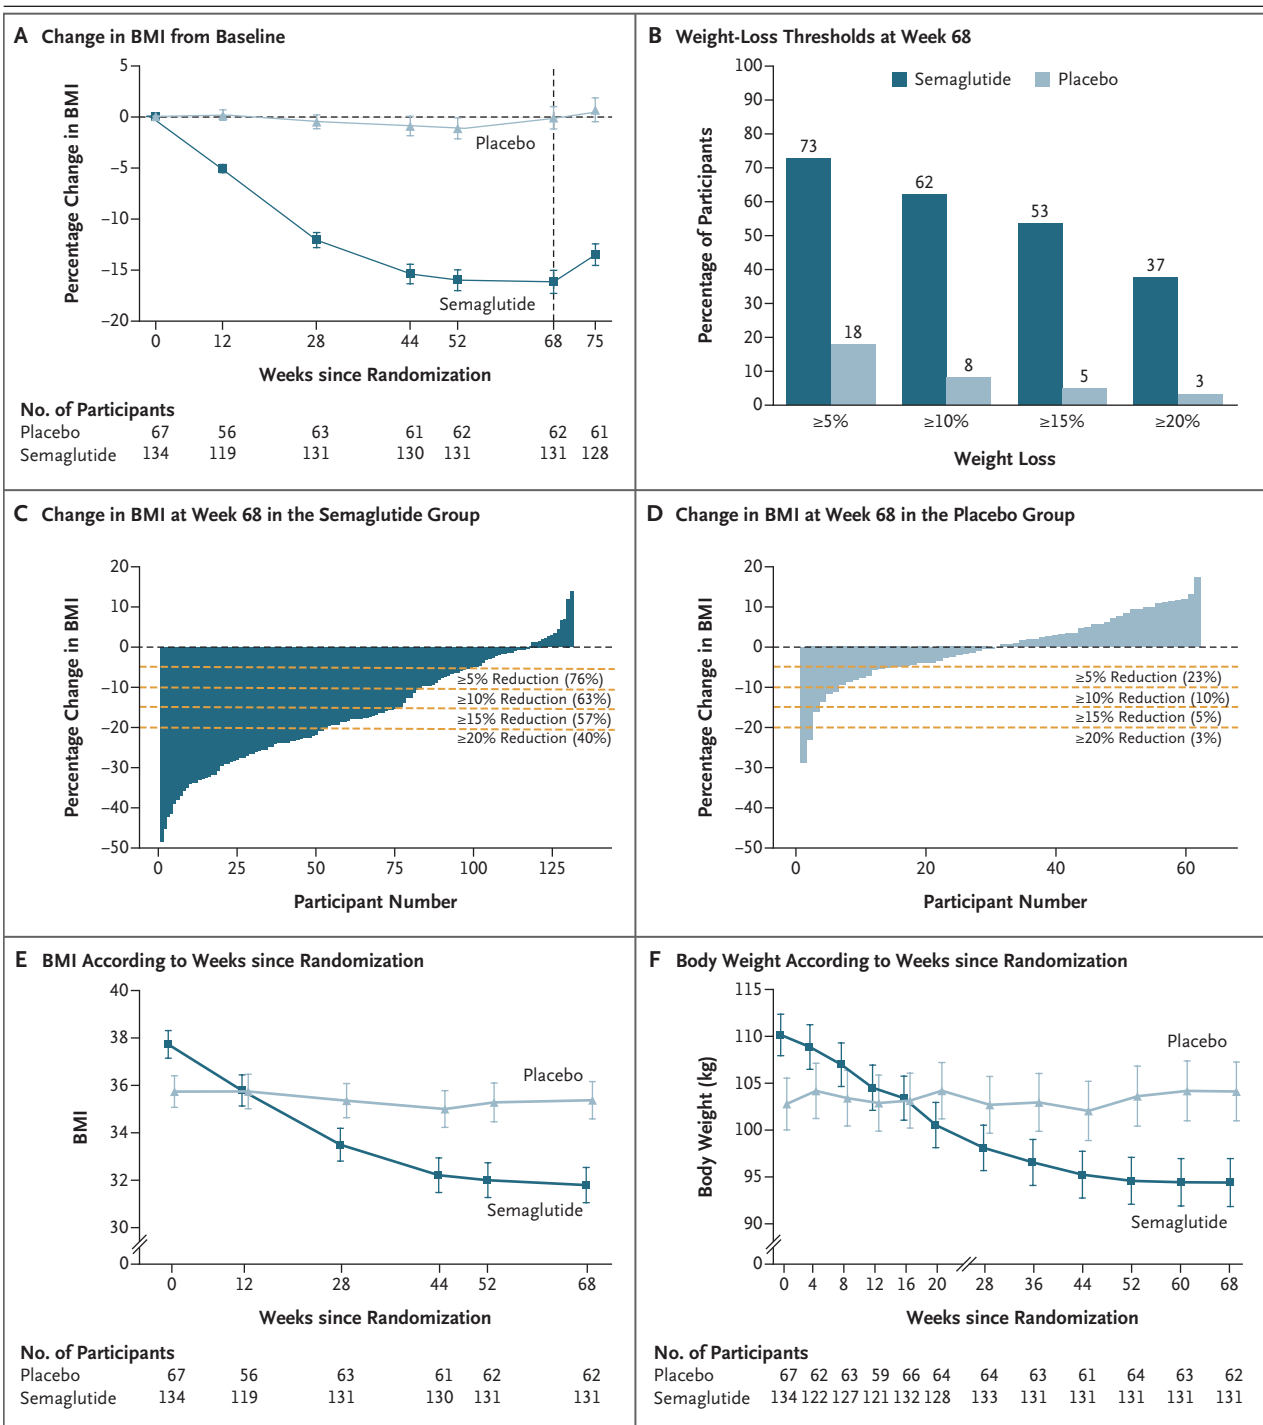 A Change in BMI from Baseline
Percentage Change in BMI
5
0
–5
–10
–15
–20
Placebo
Semaglutide
0 12 28 44 52 68 75
Weeks since Randomization
No. of Participants
Placebo 67 56 63 61 62 62 61
Semaglutide 134 119 131 130 131 131 128
B Weight-Loss Thresholds at Week 68
Semaglutide Placebo
Percentage of Participants
100
90
80
70
60
50
40
30
20
10
0
73 18 62 8 53 5 37 3
≥5% ≥10% ≥15% ≥20%
Weight Loss
C Change in BMI at Week 68 in the Semaglutide Group
Percentage Change in BMI
20
10
0
–10
–20
–30
–40
–50
≥5% Reduction (76%)
≥10% Reduction (63%)
≥15% Reduction (57%)
≥20% Reduction (40%)
0 25 50 75 100 125
Participant Number
D Change in BMI at Week 68 in the Placebo Group
Percentage Change in BMI
20
10
0
–10
–20
–30
–40
–50
≥5% Reduction (23%)
≥10% Reduction (10%)
≥15% Reduction (5%)
≥20% Reduction (3%)
0 20 40 60
Participant Number
E BMI According to Weeks since Randomization
BMI
40
38
36
34
32
30
0
Placebo
Semaglutide
0 12 28 44 52 68
Weeks since Randomization
No. of Participants
Placebo 67 56 63 61 62 62
Semaglutide 134 119 131 130 131 131
F Body Weight According to Weeks since Randomization
Body Weight (kg)
115
110
105
100
95
90
0
Placebo
Semaglutide
0 4 8 12 16 20 28 36 44 52 60 68
Weeks since Randomization
No. of Participants
Placebo 67 62 63 59 66 64 64 63 61 64 63 62
Semaglutide 134 122 127 121 132 128 133 131 131 131 131 131